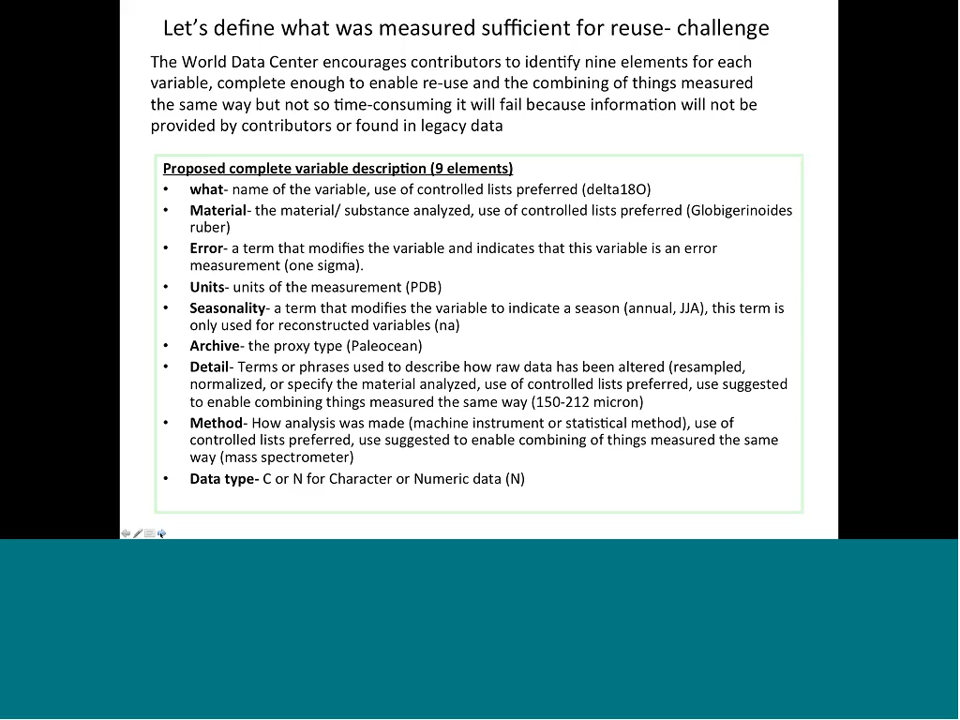 Let's define what was measured sufficient for reuse- challenge
The World Data Center encourages contributors to identify nine elements for each
variable, complete enough to enable re-use and the combining of things measured
the same way but not so time-consuming it will fail because information will not be
provided by contributors or found in legacy data
Proposed complete variable description (9 elements)
• what- name of the variable, use of controlled lists preferred (delta18O)
• Material- the material/ substance analyzed, use of controlled lists preferred (Globigerinoides
ruber)
• Error- a term that modifies the variable and indicates that this variable is an error
measurement (one sigma).
• Units- units of the measurement (PDB)
• Seasonality- a term that modifies the variable to indicate a season (annual, JJA), this term is
only used for reconstructed variables (na)
• Archive- the proxy type (Paleocean)
• Detail- Terms or phrases used to describe how raw data has been altered (resampled,
normalized, or specify the material analyzed, use of controlled lists preferred, use suggested
to enable combining things measured the same way (150-212 micron)
• Method- How analysis was made (machine instrument or statistical method), use of
controlled lists preferred, use suggested to enable combining of things measured the same
way (mass spectrometer)
• Data type- C or N for Character or Numeric data (N)